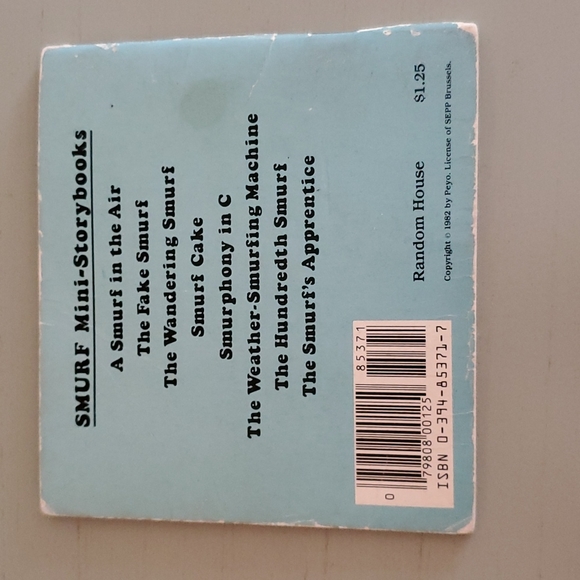 SMURF Mini-Storybooks
A Smurf in the Air
The Fake Smurf
The Wandering Smurf
Smurf Cake
Smurphony in C
The Weather-Smurfing Machine
The Hundredth Smurf
The Smurf's Apprentice
Random House $1.25
Copyright © 1982 by Peyo. License of SEPP Brussels.
85371
0 79808 00125
ISBN 0-394-85371-7